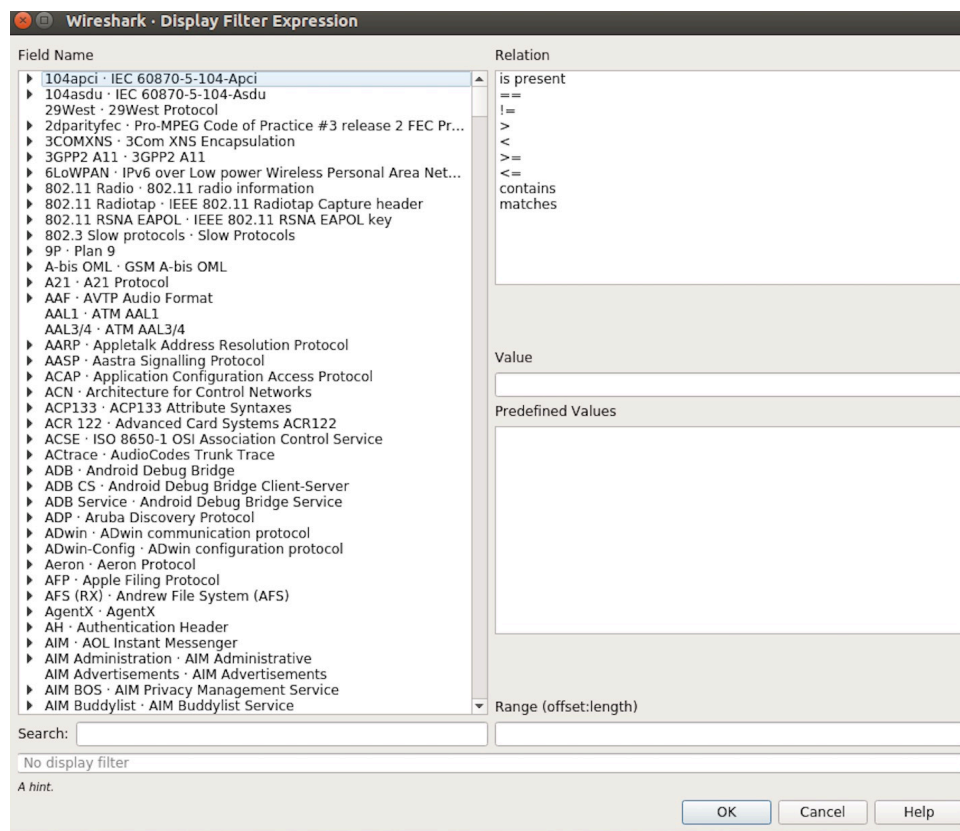 Wireshark · Display Filter Expression
Field Name
104apci · IEC 60870-5-104-Apci
104asdu · IEC 60870-5-104-Asdu
29West · 29West Protocol
2dparityfec · Pro-MPEG Code of Practice #3 release 2 FEC Pr...
3COMXNS · 3Com XNS Encapsulation
3GPP2 A11 · 3GPP2 A11
6LoWPAN · IPv6 over Low power Wireless Personal Area Net...
802.11 Radio · 802.11 radio information
802.11 Radiotap · IEEE 802.11 Radiotap Capture header
802.11 RSNA EAPOL · IEEE 802.11 RSNA EAPOL key
802.3 Slow protocols · Slow Protocols
9P · Plan 9
A-bis OML · GSM A-bis OML
A21 · A21 Protocol
AAF · AVTP Audio Format
AAL1 · ATM AAL1
AAL3/4 · ATM AAL3/4
AARP · Appletalk Address Resolution Protocol
AASP · Aastra Signalling Protocol
ACAP · Application Configuration Access Protocol
ACN · Architecture for Control Networks
ACP133 · ACP133 Attribute Syntaxes
ACR 122 · Advanced Card Systems ACR122
ACSE · ISO 8650-1 OSI Association Control Service
ACtrace · AudioCodes Trunk Trace
ADB · Android Debug Bridge
ADB CS · Android Debug Bridge Client-Server
ADB Service · Android Debug Bridge Service
ADP · Aruba Discovery Protocol
ADwin · ADwin communication protocol
ADwin-Config · ADwin configuration protocol
Aeron · Aeron Protocol
AFP · Apple Filing Protocol
AFS (RX) · Andrew File System (AFS)
AgentX · AgentX
AH · Authentication Header
AIM · AOL Instant Messenger
AIM Administration · AIM Administrative
AIM Advertisements · AIM Advertisements
AIM BOS · AIM Privacy Management Service
AIM Buddylist · AIM Buddylist Service
Search:
Relation
is present
==
!=
>
<
>=
<=
contains
matches
Value
Predefined Values
Range (offset:length)
No display filter
A hint.
OK
Cancel
Help